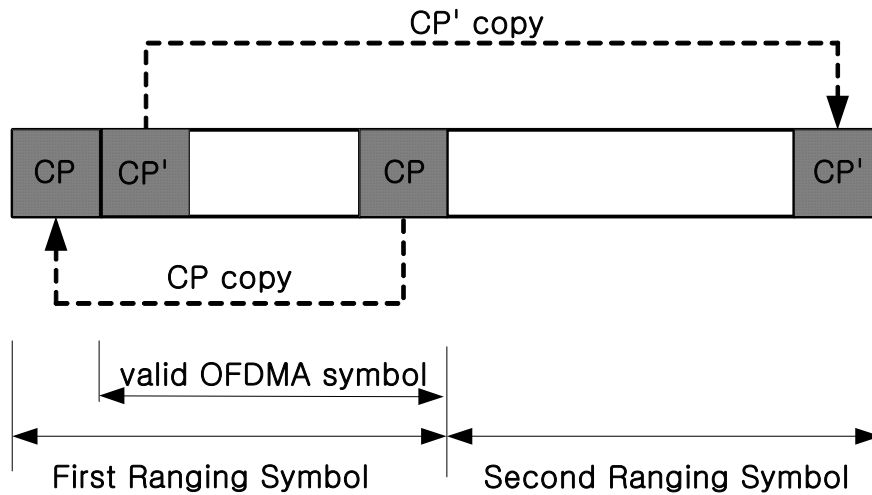 CP' copy
CP CP' CP CP'
CP copy
valid OFDMA symbol
First Ranging Symbol Second Ranging Symbol